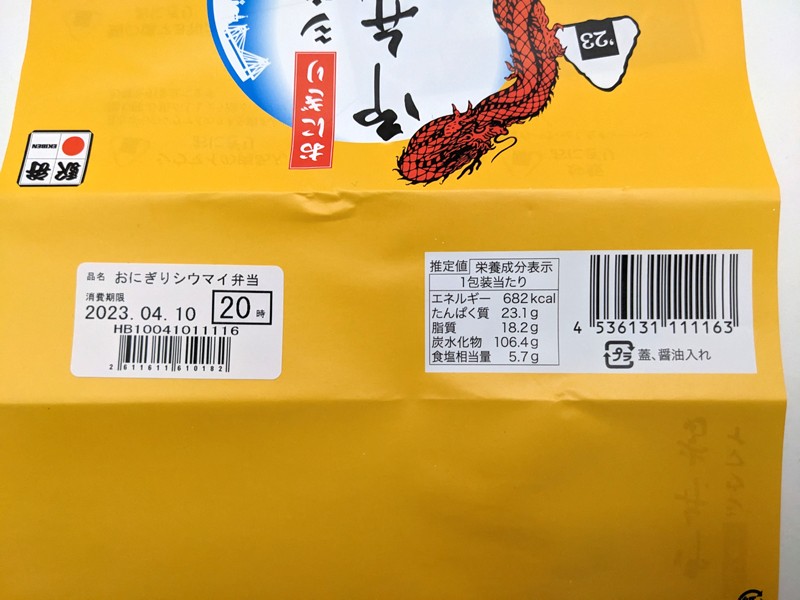 '23
おにぎり
シ
弁
駅弁
EKIBEN
品名 おにぎりシウマイ弁当
消費期限
2023.04.10 20時
HB10041011116
2611611610182
推定値 栄養成分表示
1包装当たり
エネルギー 682kcal
たんぱく質 23.1g
脂質 18.2g
炭水化物 106.4g
食塩相当量 5.7g
4 536131 111163
プラ 蓋、醤油入れ